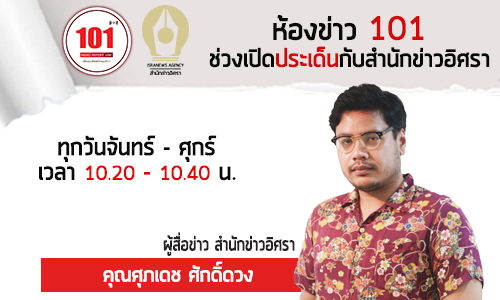 ห้องข่าว 101
ช่วงเปิดประเด็นกับสำนักข่าวอิศรา
101
ISRANEWS AGENCY
สำนักข่าวอิศรา
ทุกวันจันทร์ - ศุกร์
เวลา 10.20 - 10.40 น.
ผู้สื่อข่าว สำนักข่าวอิศรา
คุณศุภเดช ศักดิ์ดวง